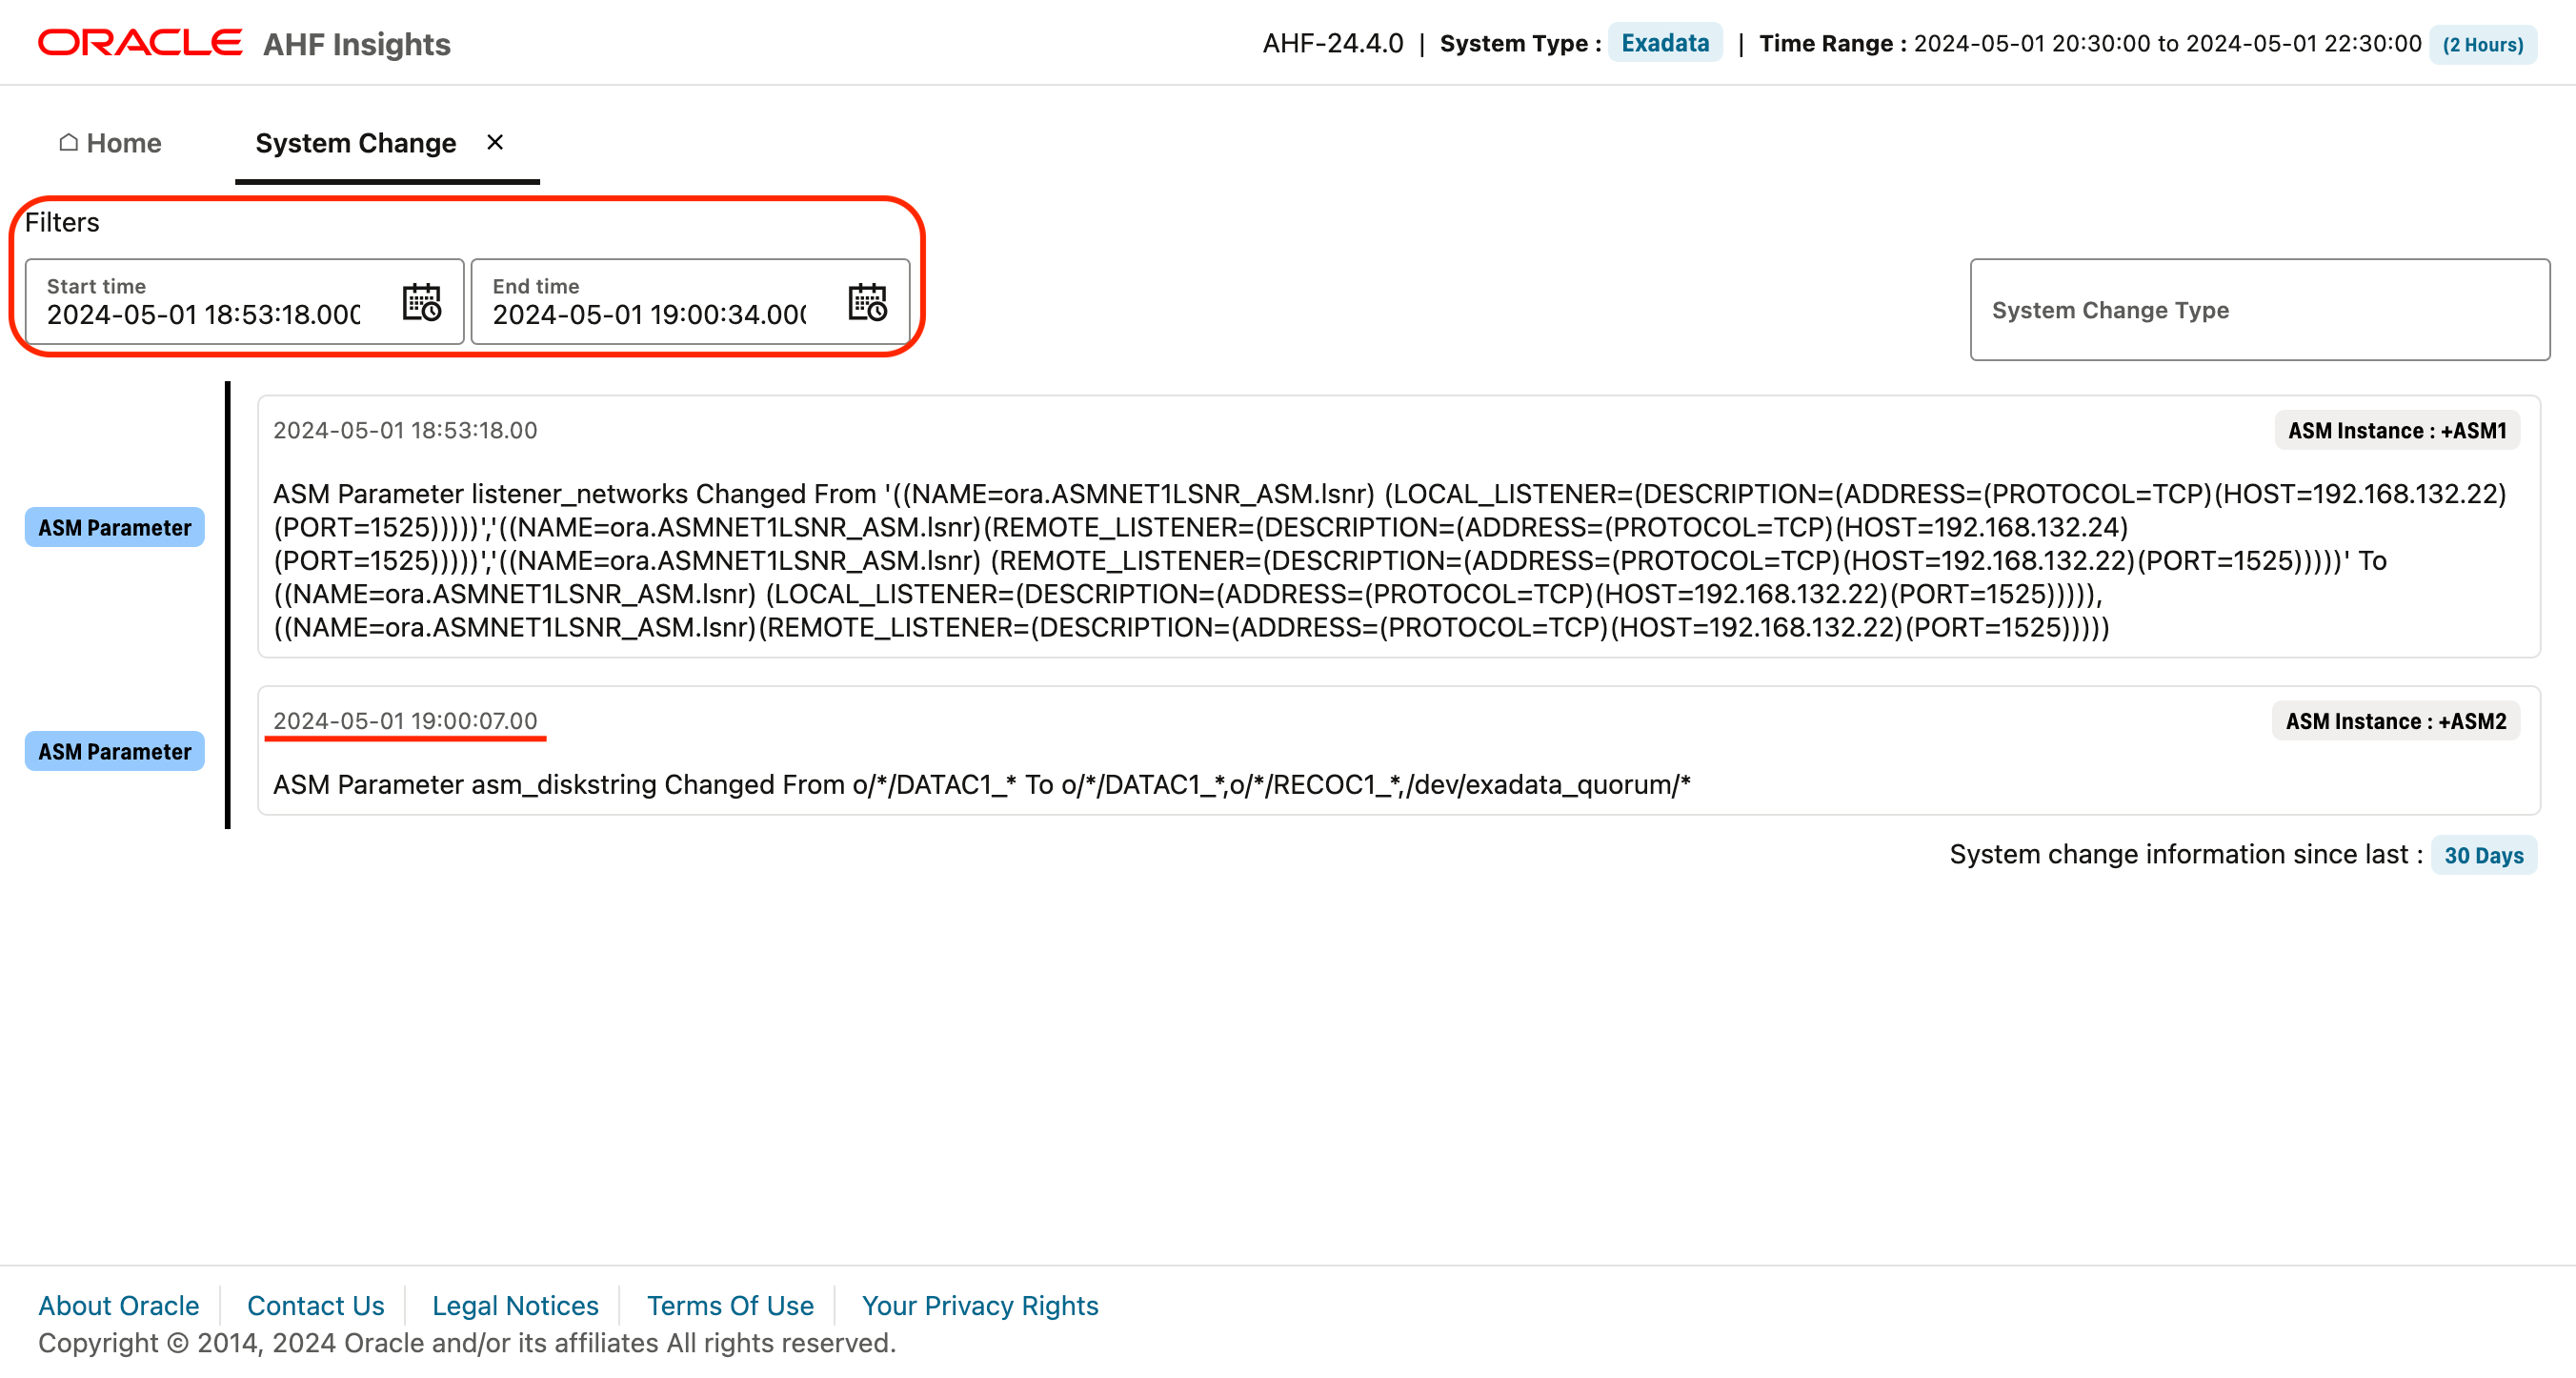 ORACLE AHF Insights
AHF-24.4.0 | System Type : Exadata | Time Range : 2024-05-01 20:30:00 to 2024-05-01 22:30:00 (2 Hours)
Home
System Change ×
Filters
Start time
2024-05-01 18:53:18.000
End time
2024-05-01 19:00:34.000
System Change Type
ASM Parameter
2024-05-01 18:53:18.00
ASM Instance : +ASM1
ASM Parameter listener_networks Changed From '((NAME=ora.ASMNET1LSNR_ASM.lsnr) (LOCAL_LISTENER=(DESCRIPTION=(ADDRESS=(PROTOCOL=TCP)(HOST=192.168.132.22)
(PORT=1525)))))','((NAME=ora.ASMNET1LSNR_ASM.lsnr)(REMOTE_LISTENER=(DESCRIPTION=(ADDRESS=(PROTOCOL=TCP)(HOST=192.168.132.24)
(PORT=1525)))))','((NAME=ora.ASMNET1LSNR_ASM.lsnr) (REMOTE_LISTENER=(DESCRIPTION=(ADDRESS=(PROTOCOL=TCP)(HOST=192.168.132.22)(PORT=1525)))))' To
((NAME=ora.ASMNET1LSNR_ASM.lsnr) (LOCAL_LISTENER=(DESCRIPTION=(ADDRESS=(PROTOCOL=TCP)(HOST=192.168.132.22)(PORT=1525))))),
((NAME=ora.ASMNET1LSNR_ASM.lsnr)(REMOTE_LISTENER=(DESCRIPTION=(ADDRESS=(PROTOCOL=TCP)(HOST=192.168.132.22)(PORT=1525)))))
ASM Parameter
2024-05-01 19:00:07.00
ASM Instance : +ASM2
ASM Parameter asm_diskstring Changed From o/*/DATAC1_* To o/*/DATAC1_*,o/*/RECOC1_*,/dev/exadata_quorum/*
System change information since last : 30 Days
About Oracle
Contact Us
Legal Notices
Terms Of Use
Your Privacy Rights
Copyright © 2014, 2024 Oracle and/or its affiliates All rights reserved.